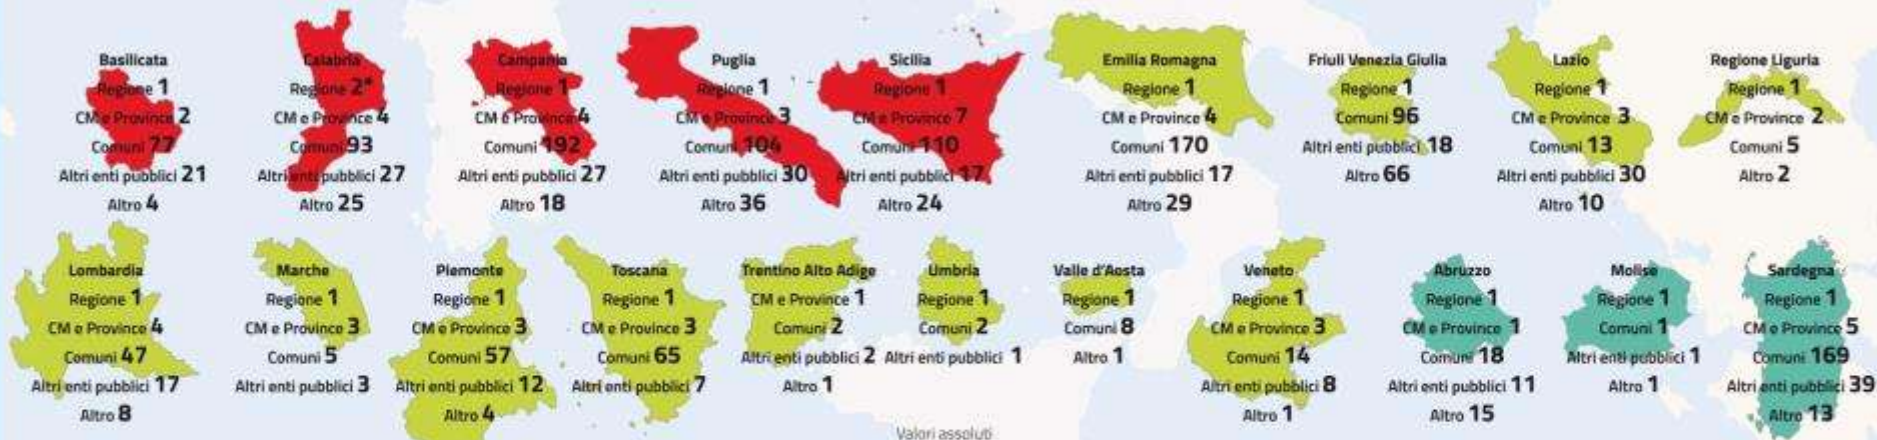 Basilicata
Regione 1
CM e Province 2
Comuni 77
Altri enti pubblici 21
Altro 4
Calabria
Regione 2*
CM e Province 4
Comuni 93
Altri enti pubblici 27
Altro 25
Campania
Regione 1
CM e Province 4
Comuni 192
Altri enti pubblici 27
Altro 18
Puglia
Regione 1
CM e Province 3
Comuni 104
Altri enti pubblici 30
Altro 36
Sicilia
Regione 1
CM e Province 7
Comuni 110
Altri enti pubblici 17
Altro 24
Emilia Romagna
Regione 1
CM e Province 4
Comuni 170
Altri enti pubblici 17
Altro 29
Friuli Venezia Giulia
Regione 1
Comuni 96
Altri enti pubblici 18
Altro 66
Lazio
Regione 1
CM e Province 3
Comuni 13
Altri enti pubblici 30
Altro 10
Regione Liguria
Regione 1
CM e Province 2
Comuni 5
Altro 2
Lombardia
Regione 1
CM e Province 4
Comuni 47
Altri enti pubblici 17
Altro 8
Marche
Regione 1
CM e Province 3
Comuni 5
Altri enti pubblici 3
Piemonte
Regione 1
CM e Province 3
Comuni 57
Altri enti pubblici 12
Altro 4
Toscana
Regione 1
CM e Province 3
Comuni 65
Altri enti pubblici 7
Trentino Alto Adige
CM e Province 1
Comuni 2
Altri enti pubblici 2
Altro 1
Umbria
Regione 1
Comuni 2
Altri enti pubblici 1
Valle d'Aosta
Regione 1
Comuni 8
Altro 1
Veneto
Regione 1
CM e Province 3
Comuni 14
Altri enti pubblici 8
Altro 1
Abruzzo
Regione 1
CM e Province 1
Comuni 18
Altri enti pubblici 11
Altro 15
Molise
Regione 1
Comuni 1
Altri enti pubblici 1
Altro 1
Sardegna
Regione 1
CM e Province 5
Comuni 169
Altri enti pubblici 39
Altro 13
Valori assoluti